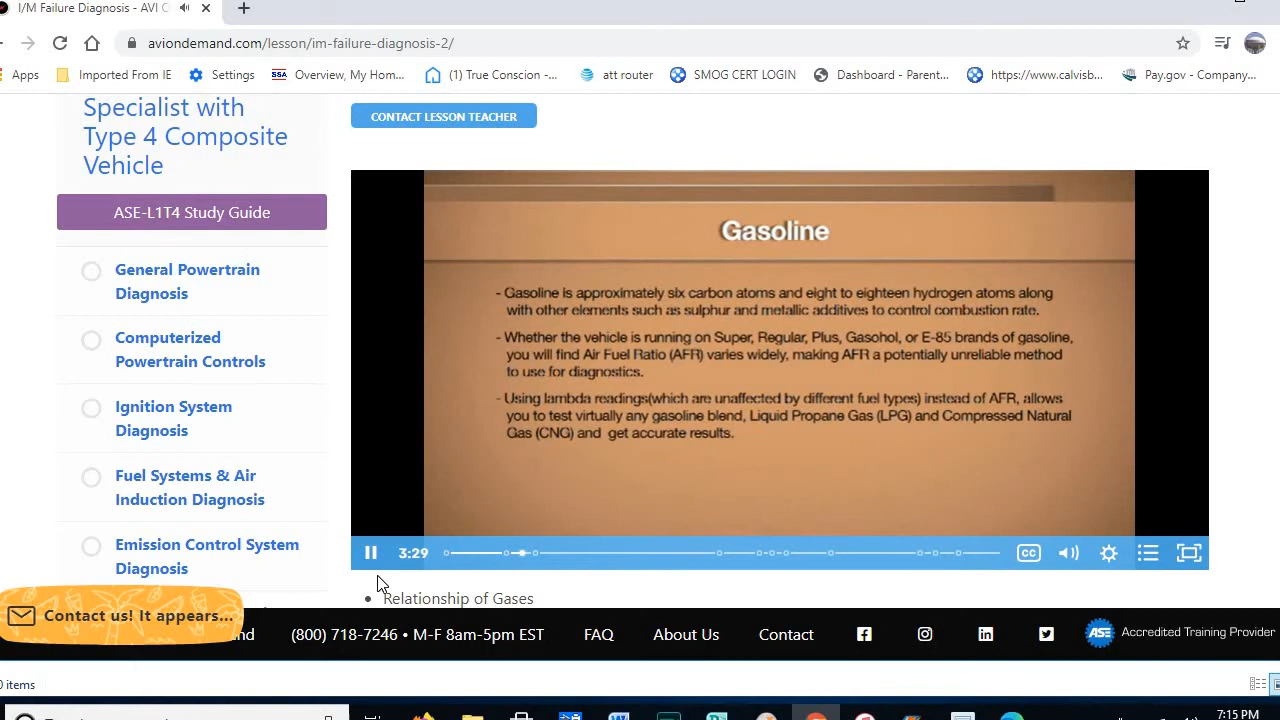 I/M Failure Diagnosis - AVI C
aviondemand.com/lesson/im-failure-diagnosis-2/
Apps Imported From IE Settings SSA Overview, My Hom... (1) True Conscion -... att router SMOG CERT LOGIN Dashboard - Parent... https://www.calvisb... Pay.gov - Company...
Specialist with
Type 4 Composite
Vehicle
ASE-L1T4 Study Guide
General Powertrain
Diagnosis
Computerized
Powertrain Controls
Ignition System
Diagnosis
Fuel Systems & Air
Induction Diagnosis
Emission Control System
Diagnosis
CONTACT LESSON TEACHER
Gasoline
- Gasoline is approximately six carbon atoms and eight to eighteen hydrogen atoms along
with other elements such as sulphur and metallic additives to control combustion rate.
- Whether the vehicle is running on Super, Regular, Plus, Gasohol, or E-85 brands of gasoline,
you will find Air Fuel Ratio (AFR) varies widely, making AFR a potentially unreliable method
to use for diagnostics.
- Using lambda readings(which are unaffected by different fuel types) instead of AFR, allows
you to test virtually any gasoline blend, Liquid Propane Gas (LPG) and Compressed Natural
Gas (CNG) and get accurate results.
3:29 CC
• Relationship of Gases
Contact us! It appears...
nd (800) 718-7246 • M-F 8am-5pm EST FAQ About Us Contact ASE Accredited Training Provider
0 items
7:15 PM